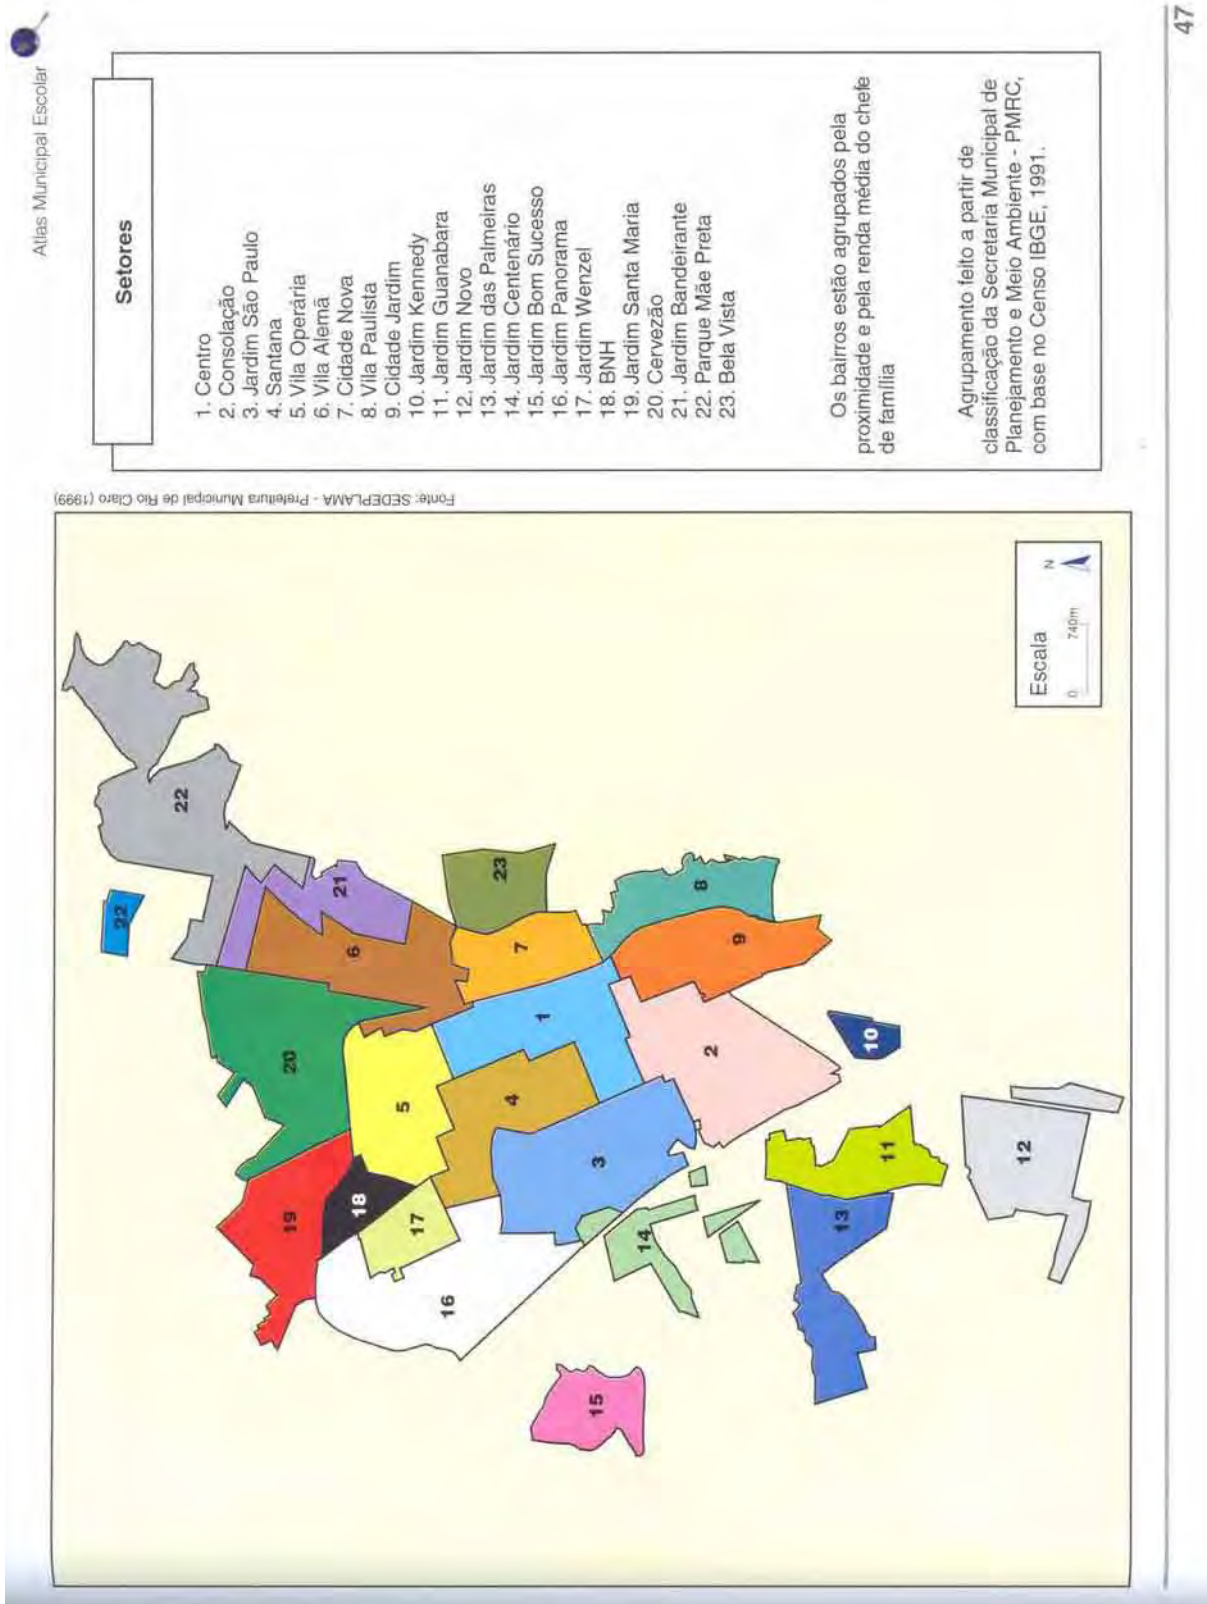 Atlas Municipal Escolar
Setores
1. Centro
2. Consolação
3. Jardim São Paulo
4. Santana
5. Vila Operária
6. Vila Alemã
7. Cidade Nova
8. Vila Paulista
9. Cidade Jardim
10. Jardim Kennedy
11. Jardim Guanabara
12. Jardim Novo
13. Jardim das Palmeiras
14. Jardim Centenário
15. Jardim Bom Sucesso
16. Jardim Panorama
17. Jardim Wenzel
18. BNH
19. Jardim Santa Maria
20. Cervezão
21. Jardim Bandeirante
22. Parque Mãe Preta
23. Bela Vista
Os bairros estão agrupados pela
proximidade e pela renda média do chefe
de família
Agrupamento feito a partir de
classificação da Secretaria Municipal de
Planejamento e Meio Ambiente - PMRC,
com base no Censo IBGE, 1991.
Fonte: SEDEPLAMA - Prefeitura Municipal de Rio Claro (1999)
22
22
21
20
6
23
7
8
9
19
18
5
1
17
4
2
10
3
16
14
11
12
13
15
Escala
N
0 740m
47